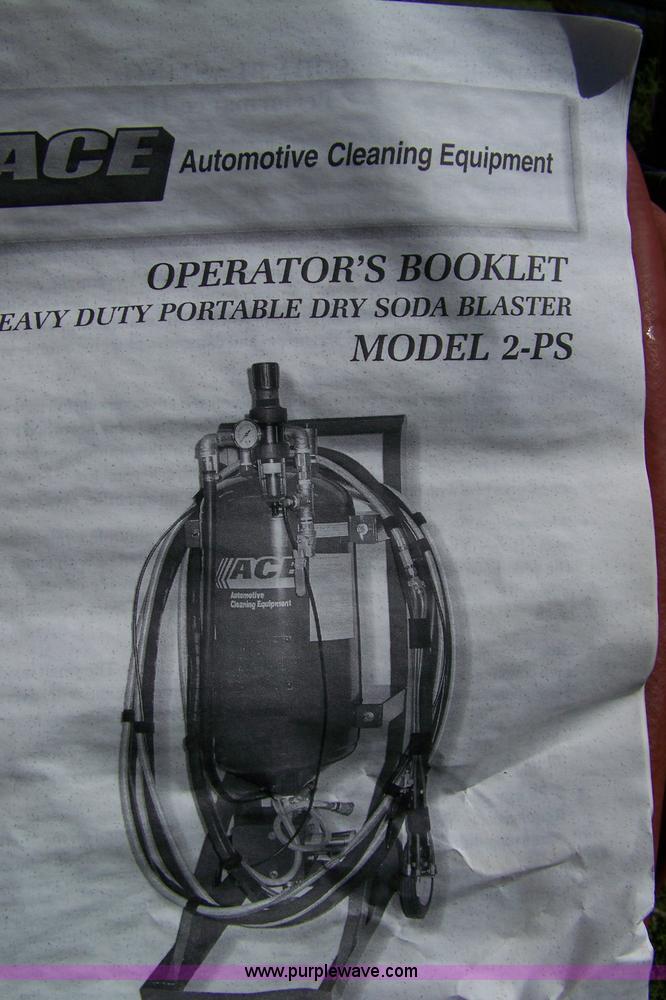 ACE Automotive Cleaning Equipment
OPERATOR'S BOOKLET
EAVY DUTY PORTABLE DRY SODA BLASTER
MODEL 2-PS
ACE
Automotive
Cleaning Equipment
www.purplewave.com